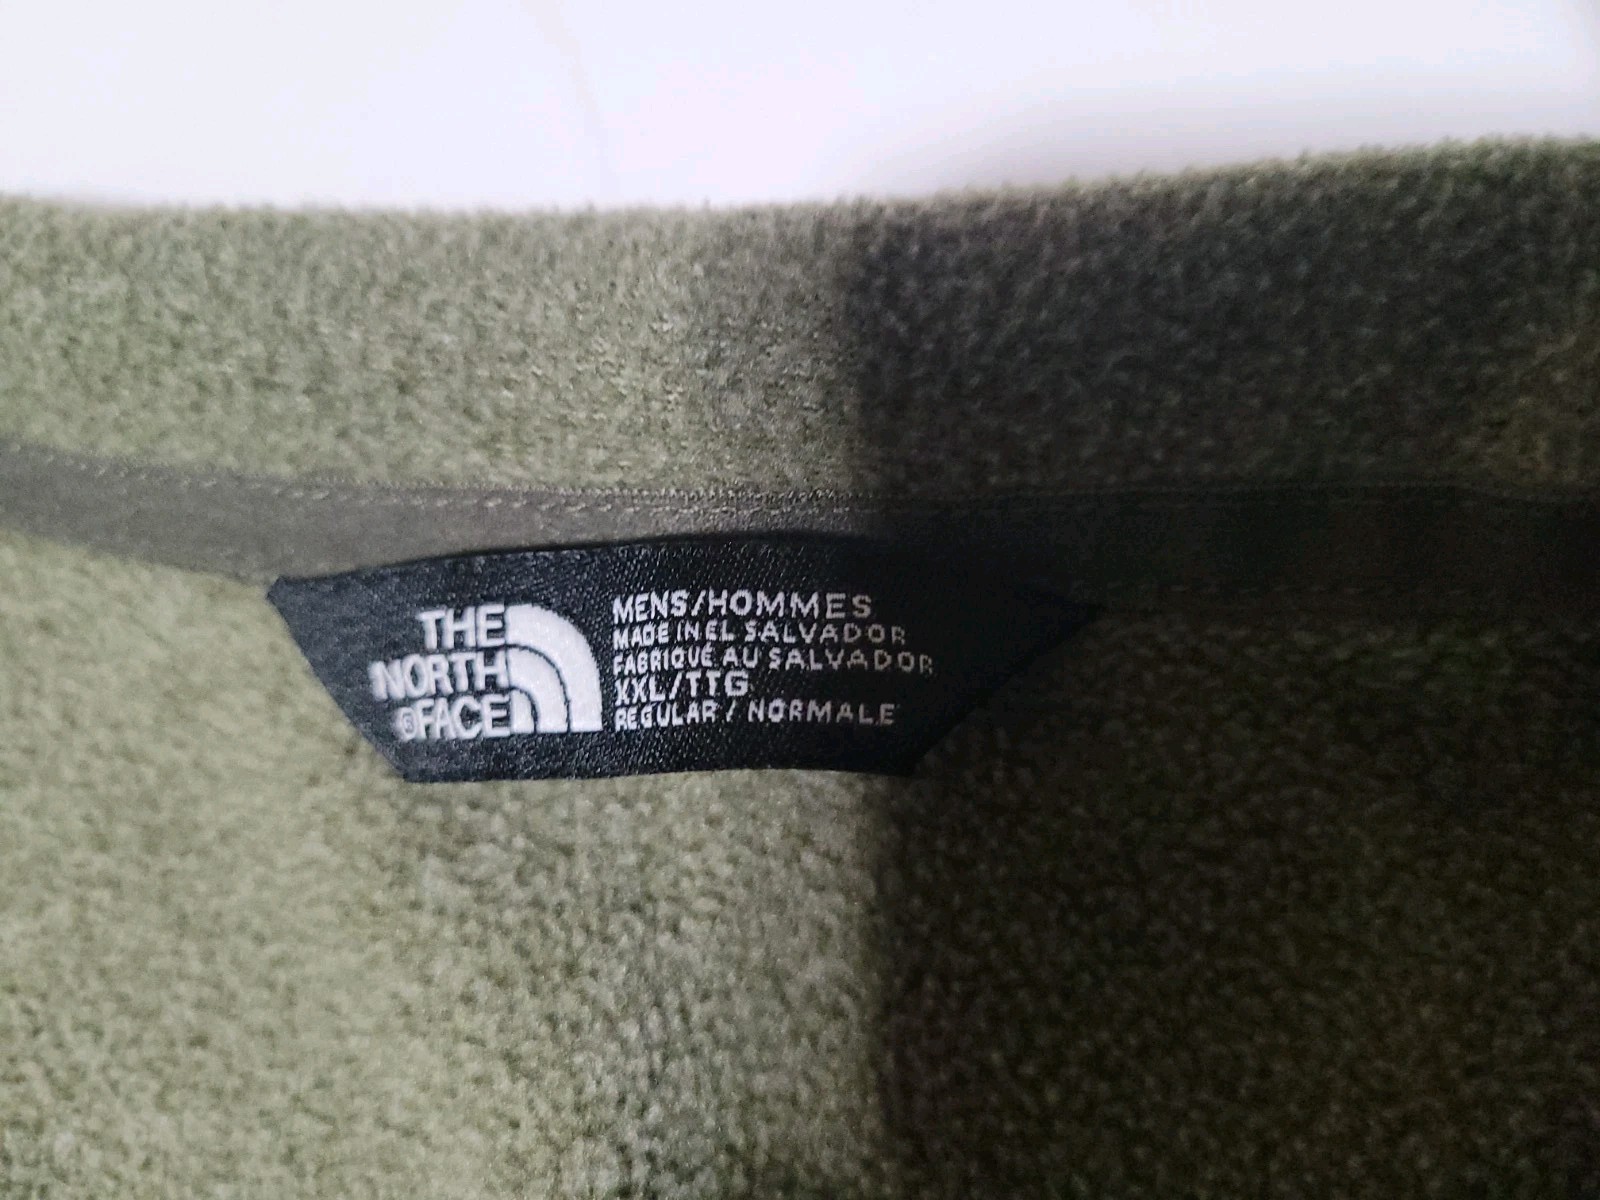 THE
NORTH
®FACE
MENS/HOMMES
MADE IN EL SALVADOR
FABRIQUÉ AU SALVADOR
XXL/TTG
REGULAR / NORMALE